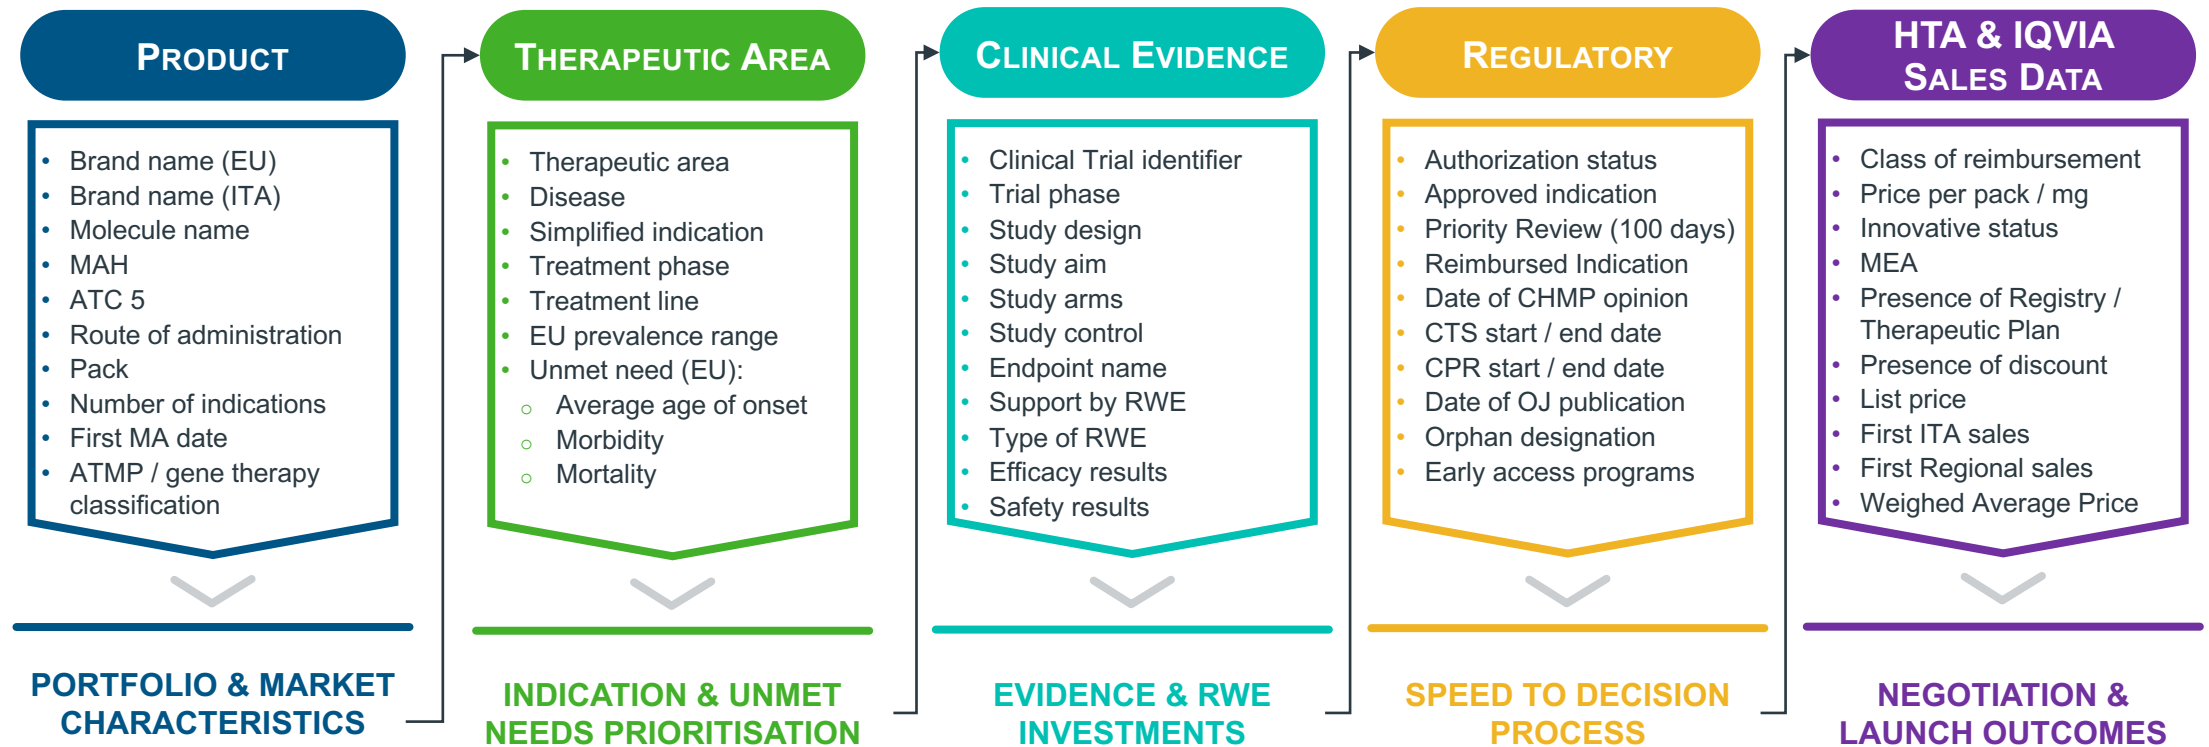 PRODUCT
• Brand name (EU)
• Brand name (ITA)
• Molecule name
• MAH
• ATC 5
• Route of administration
• Pack
• Number of indications
• First MA date
• ATMP / gene therapy
classification
PORTFOLIO & MARKET
CHARACTERISTICS
THERAPEUTIC AREA
• Therapeutic area
• Disease
• Simplified indication
• Treatment phase
• Treatment line
• EU prevalence range
• Unmet need (EU):
○ Average age of onset
○ Morbidity
○ Mortality
INDICATION & UNMET
NEEDS PRIORITISATION
CLINICAL EVIDENCE
• Clinical Trial identifier
• Trial phase
• Study design
• Study aim
• Study arms
• Study control
• Endpoint name
• Support by RWE
• Type of RWE
• Efficacy results
• Safety results
EVIDENCE & RWE
INVESTMENTS
REGULATORY
• Authorization status
• Approved indication
• Priority Review (100 days)
• Reimbursed Indication
• Date of CHMP opinion
• CTS start / end date
• CPR start / end date
• Date of OJ publication
• Orphan designation
• Early access programs
SPEED TO DECISION
PROCESS
HTA & IQVIA
SALES DATA
• Class of reimbursement
• Price per pack / mg
• Innovative status
• MEA
• Presence of Registry /
Therapeutic Plan
• Presence of discount
• List price
• First ITA sales
• First Regional sales
• Weighed Average Price
NEGOTIATION &
LAUNCH OUTCOMES